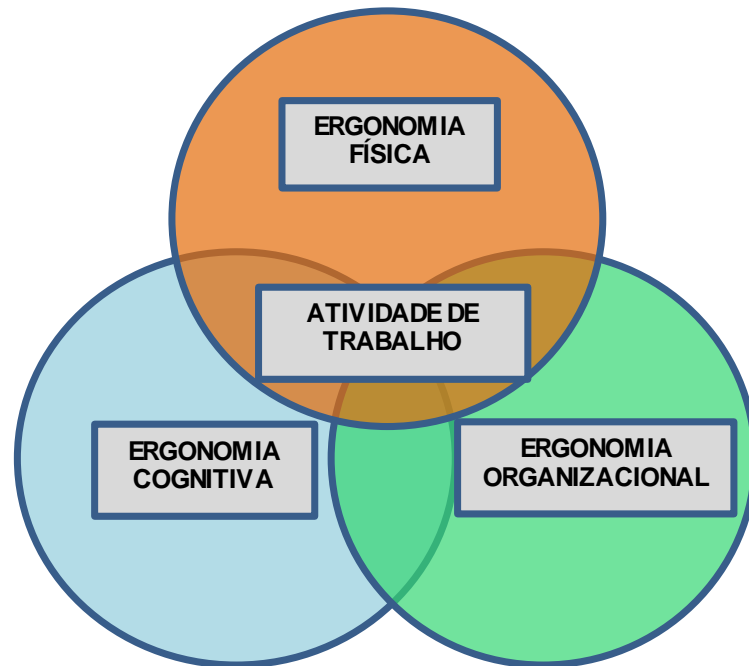 ERGONOMIA
FÍSICA
ATIVIDADE DE
TRABALHO
ERGONOMIA
COGNITIVA
ERGONOMIA
ORGANIZACIONAL